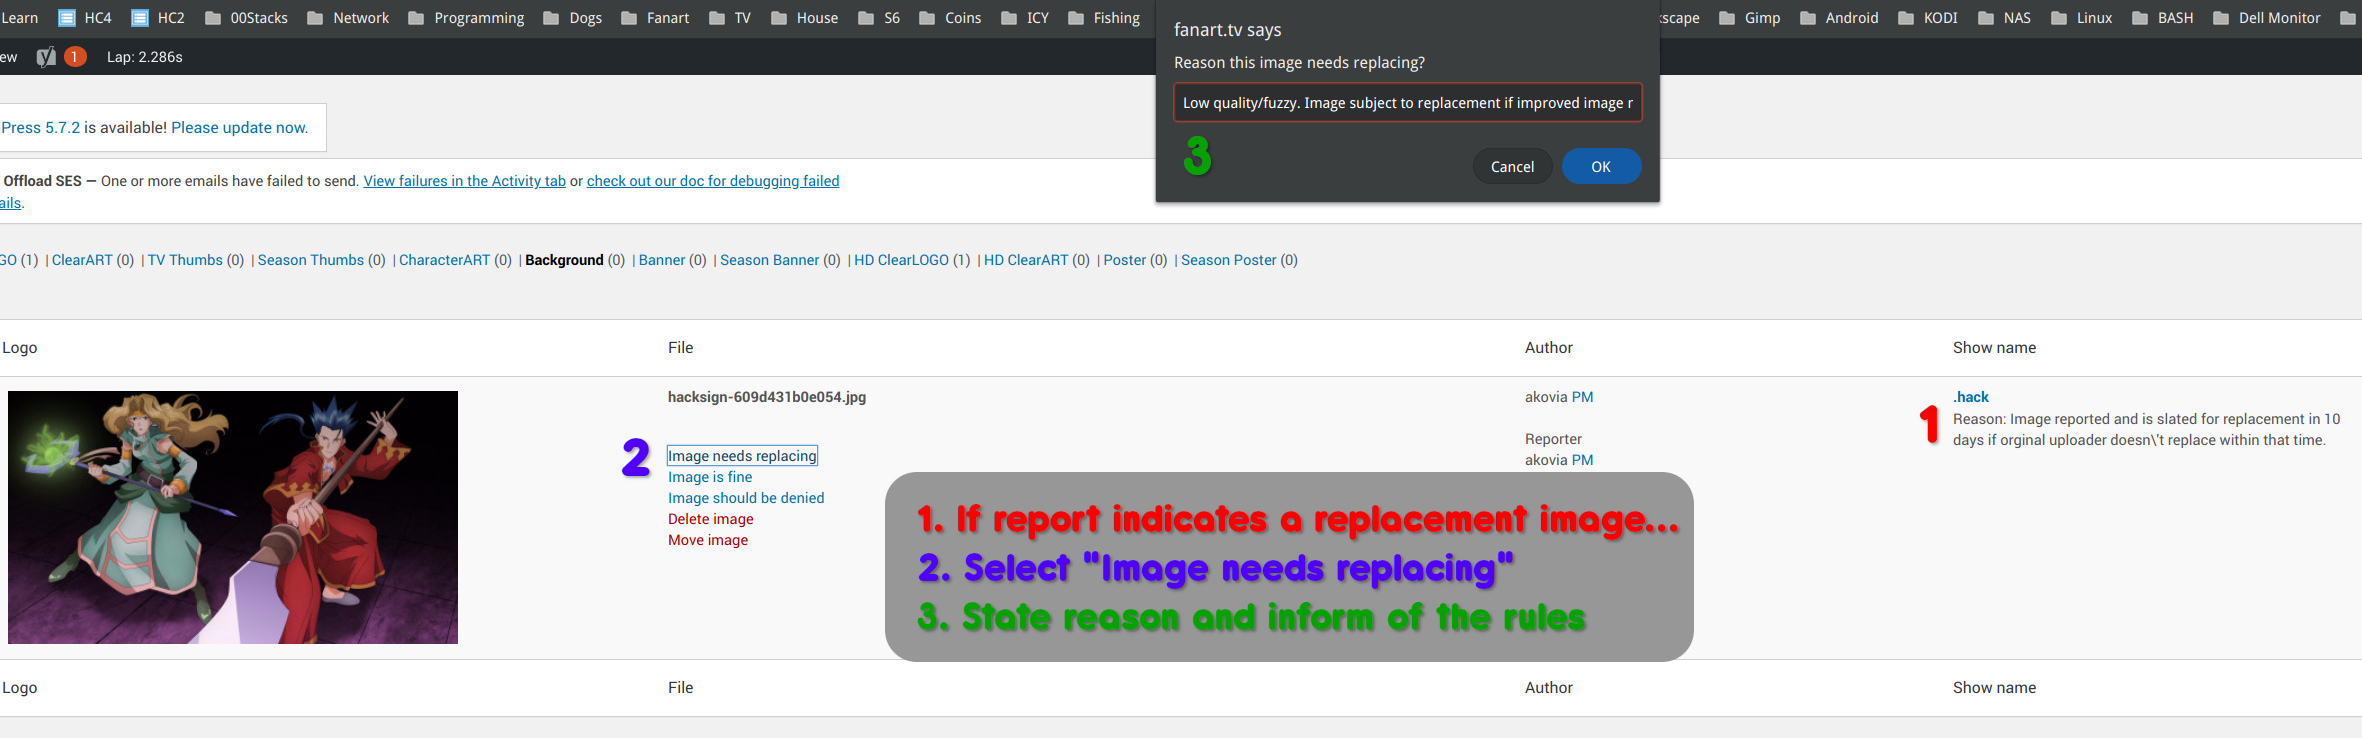 Learn HC4 HC2 00Stacks Network Programming Dogs Fanart TV House S6 Coins ICY Fishing
kscape Gimp Android KODI NAS Linux BASH Dell Monitor
fanart.tv says
Reason this image needs replacing?
Low quality/fuzzy. Image subject to replacement if improved image r
3
Cancel OK
ew 1 Lap: 2.286s
Press 5.7.2 is available! Please update now.
Offload SES — One or more emails have failed to send. View failures in the Activity tab or check out our doc for debugging failed
ails.
GO (1) | ClearART (0) | TV Thumbs (0) | Season Thumbs (0) | CharacterART (0) | Background (0) | Banner (0) | Season Banner (0) | HD ClearLOGO (1) | HD ClearART (0) | Poster (0) | Season Poster (0)
Logo File Author Show name
hacksign-609d431b0e054.jpg
2
Image needs replacing
Image is fine
Image should be denied
Delete image
Move image
akovia PM
Reporter
akovia PM
1
.hack
Reason: Image reported and is slated for replacement in 10
days if orginal uploader doesn\'t replace within that time.
1. If report indicates a replacement image...
2. Select "Image needs replacing"
3. State reason and inform of the rules
Logo File Author Show name